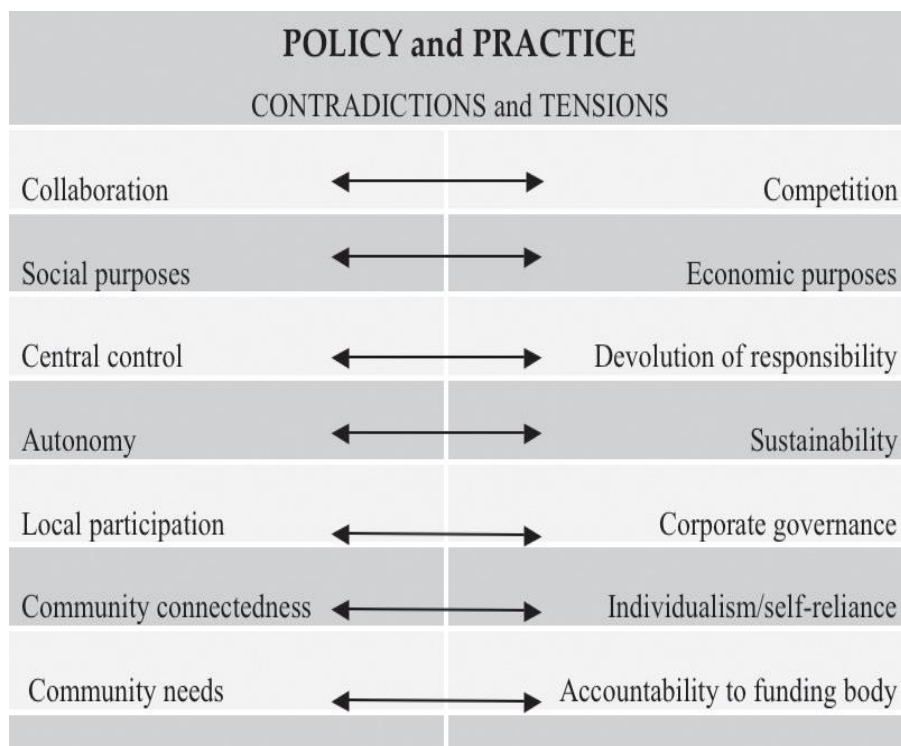 POLICY and PRACTICE
CONTRADICTIONS and TENSIONS
Collaboration Competition
Social purposes Economic purposes
Central control Devolution of responsibility
Autonomy Sustainability
Local participation Corporate governance
Community connectedness Individualism/self-reliance
Community needs Accountability to funding body